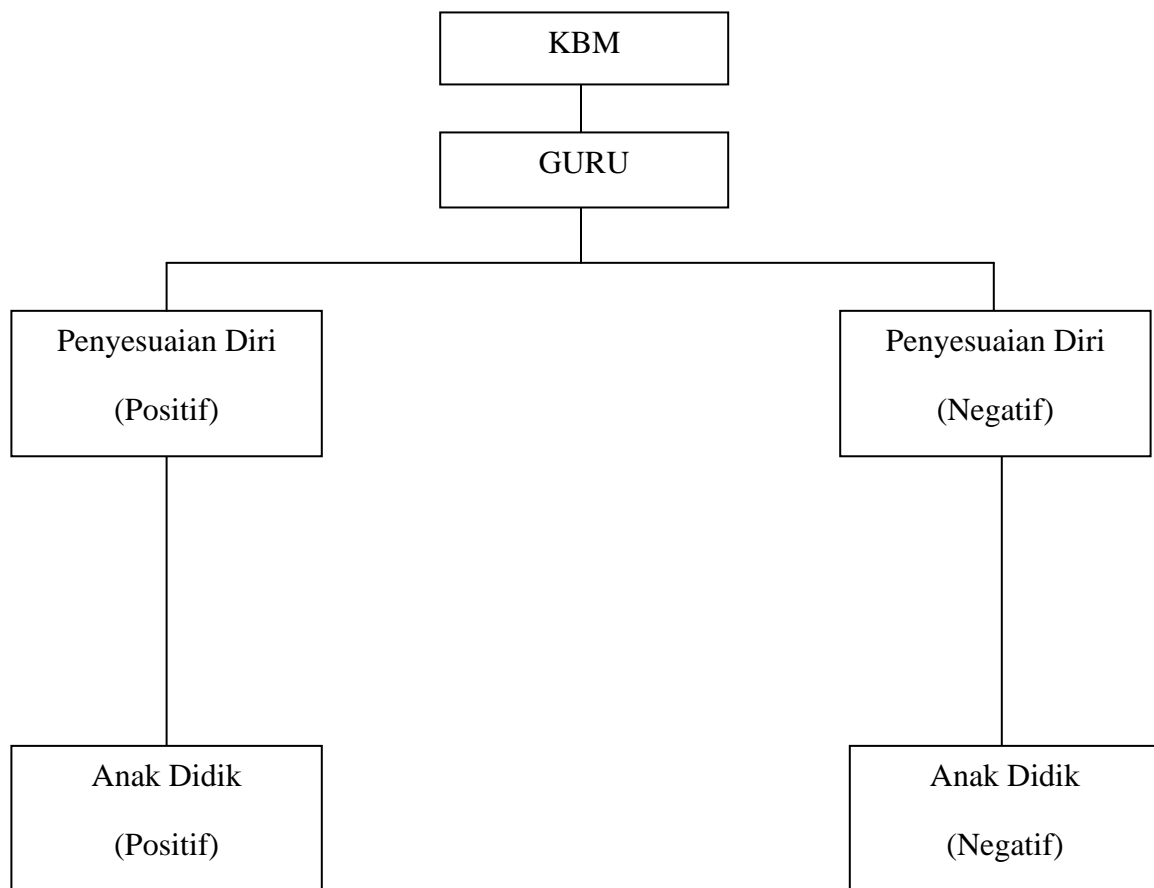 KBM
GURU
Penyesuaian Diri
(Positif)
Penyesuaian Diri
(Negatif)
Anak Didik
(Positif)
Anak Didik
(Negatif)